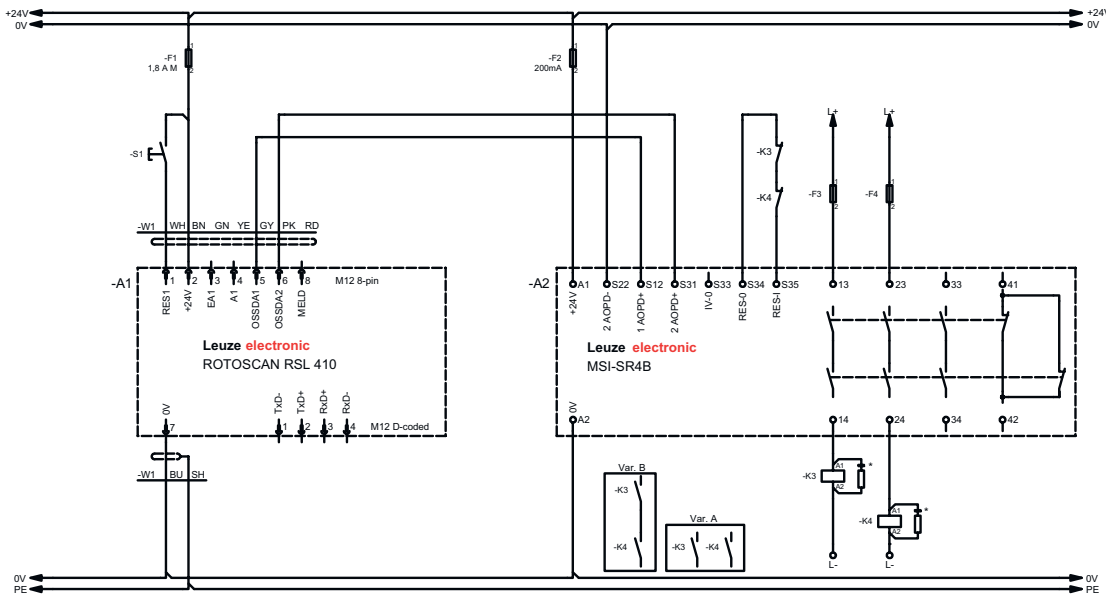 +24V
+24V
0V
0V
-F1
1,8 A M
1
2
-F2
200mA
1
2
L+
L+
-S1
-K3
-K4
-F3
1
2
-F4
1
2
-W1 WH BN GN YE GY PK RD
-A1
1 2 3 4 5 6 8 M12 8-pin
RES1
+24V
EA1
A1
OSSDA1
OSSDA2
MELD
Leuze electronic
ROTOSCAN RSL 410
0V
TxD-
TxD+
RxD+
RxD-
7 1 2 3 4 M12 D-coded
-A2
A1 S22 S12 S31 S33 S34 S35 13 23 33 41
+24V
2 AOPD-
1 AOPD+
2 AOPD+
IV-0
RES-0
RES-I
Leuze electronic
MSI-SR4B
0V
A2 14 24 34 42
-W1 BU SH
Var. B
-K3
-K4
Var. A
-K3 -K4
-K3
A1
A2
*
-K4
A1
A2
*
L-
L-
0V
0V
PE
PE